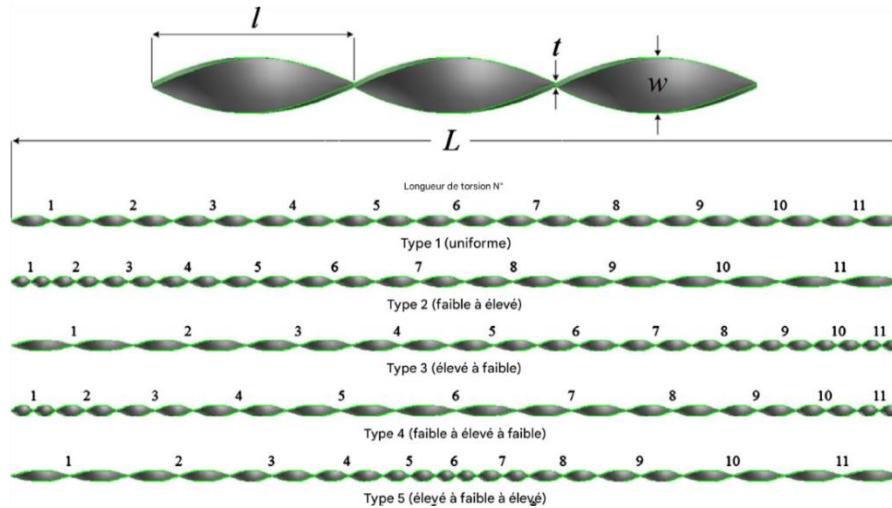 l
t
w
L
Longueur de torsion N°
1 2 3 4 5 6 7 8 9 10 11
Type 1 (uniforme)
1 2 3 4 5 6 7 8 9 10 11
Type 2 (faible à élevé)
1 2 3 4 5 6 7 8 9 10 11
Type 3 (élevé à faible)
1 2 3 4 5 6 7 8 9 10 11
Type 4 (faible à élevé à faible)
1 2 3 4 5 6 7 8 9 10 11
Type 5 (élevé à faible à élevé)